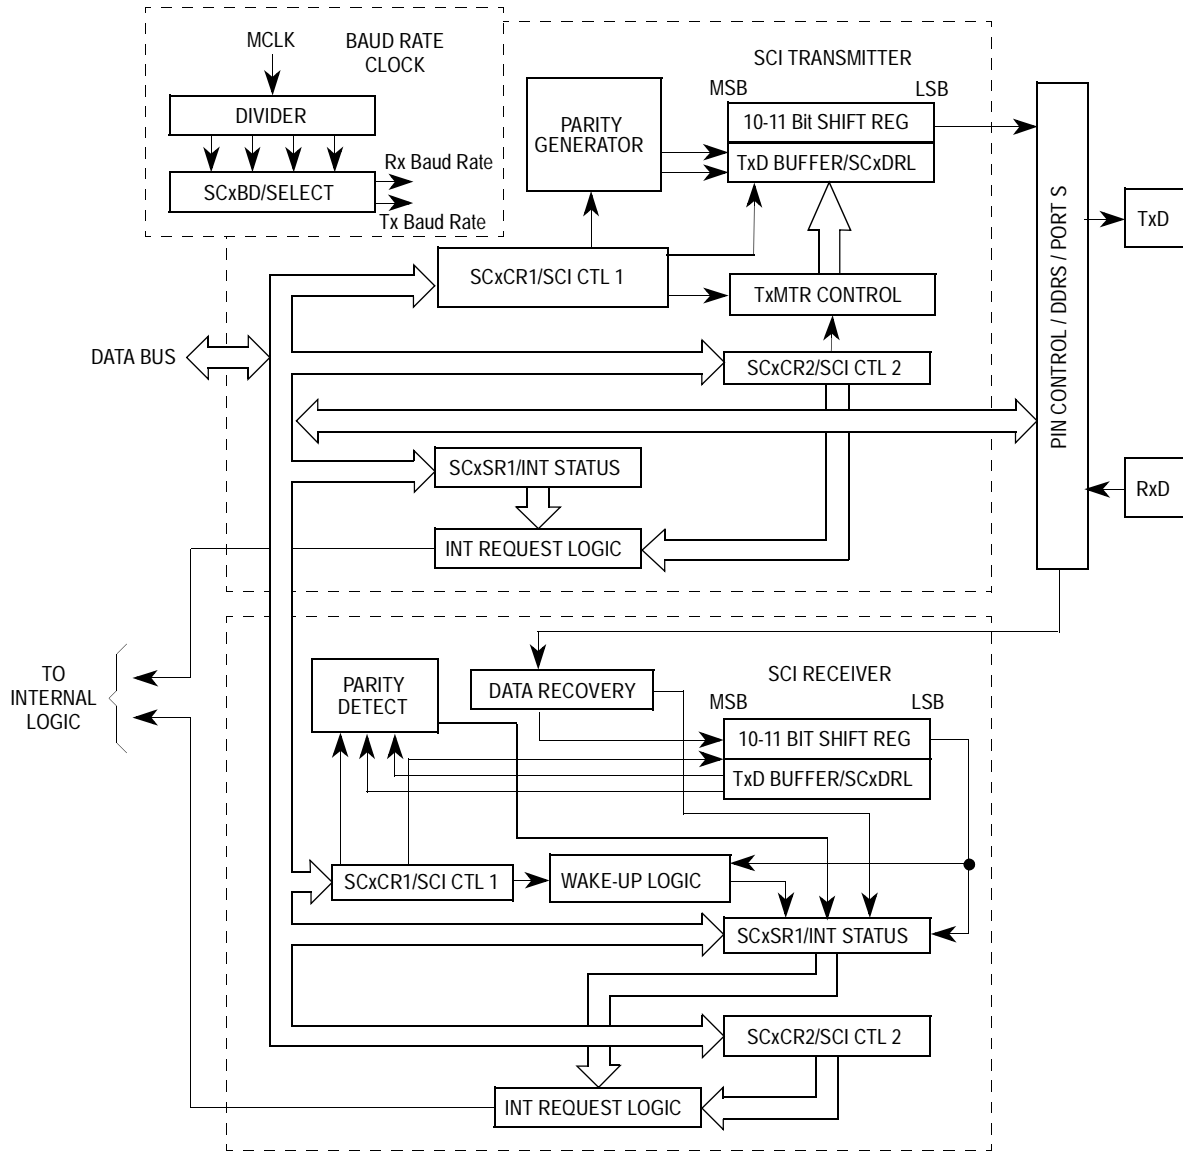 MCLK
BAUD RATE
CLOCK
DIVIDER
SCxBD/SELECT
Rx Baud Rate
Tx Baud Rate
SCI TRANSMITTER
MSB
LSB
PARITY
GENERATOR
10-11 Bit SHIFT REG
TxD BUFFER/SCxDRL
SCxCR1/SCI CTL 1
TxMTR CONTROL
SCxCR2/SCI CTL 2
DATA BUS
PIN CONTROL / DDRS / PORT S
TxD
RxD
SCxSR1/INT STATUS
INT REQUEST LOGIC
TO
INTERNAL
LOGIC
PARITY
DETECT
DATA RECOVERY
SCI RECEIVER
MSB
LSB
10-11 BIT SHIFT REG
TxD BUFFER/SCxDRL
SCxCR1/SCI CTL 1
WAKE-UP LOGIC
SCxSR1/INT STATUS
SCxCR2/SCI CTL 2
INT REQUEST LOGIC